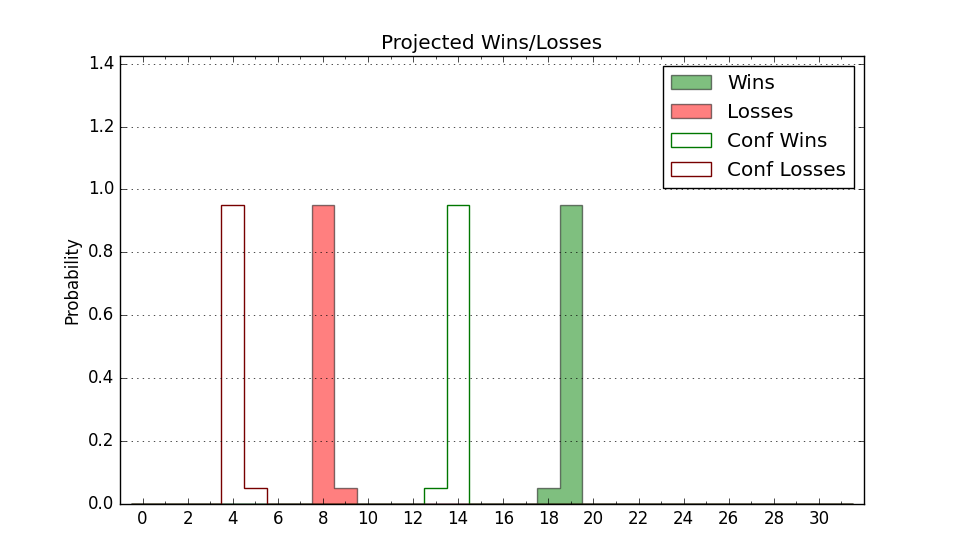 Projected Wins/Losses
1.4
1.2
1.0
0.8
0.6
0.4
0.2
0.0
Probability
Wins
Losses
Conf Wins
Conf Losses
0 2 4 6 8 10 12 14 16 18 20 22 24 26 28 30